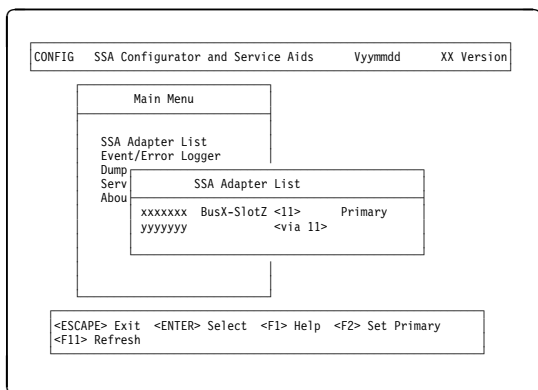 CONFIG SSA Configurator and Service Aids Vyymmdd XX Version
Main Menu
SSA Adapter List
Event/Error Logger
Dump
Serv
Abou
SSA Adapter List
xxxxxxx BusX-SlotZ <11> Primary
yyyyyyy <via 11>
<ESCAPE> Exit <ENTER> Select <F1> Help <F2> Set Primary
<F11> Refresh